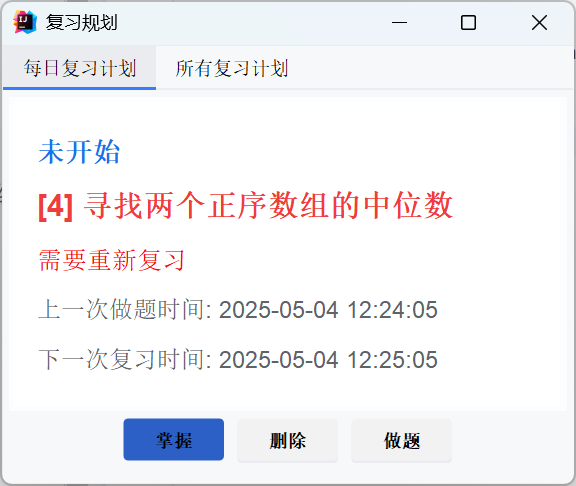 复习规划
每日复习计划 所有复习计划
未开始
[4] 寻找两个正序数组的中位数
需要重新复习
上一次做题时间: 2025-05-04 12:24:05
下一次复习时间: 2025-05-04 12:25:05
掌握 删除 做题